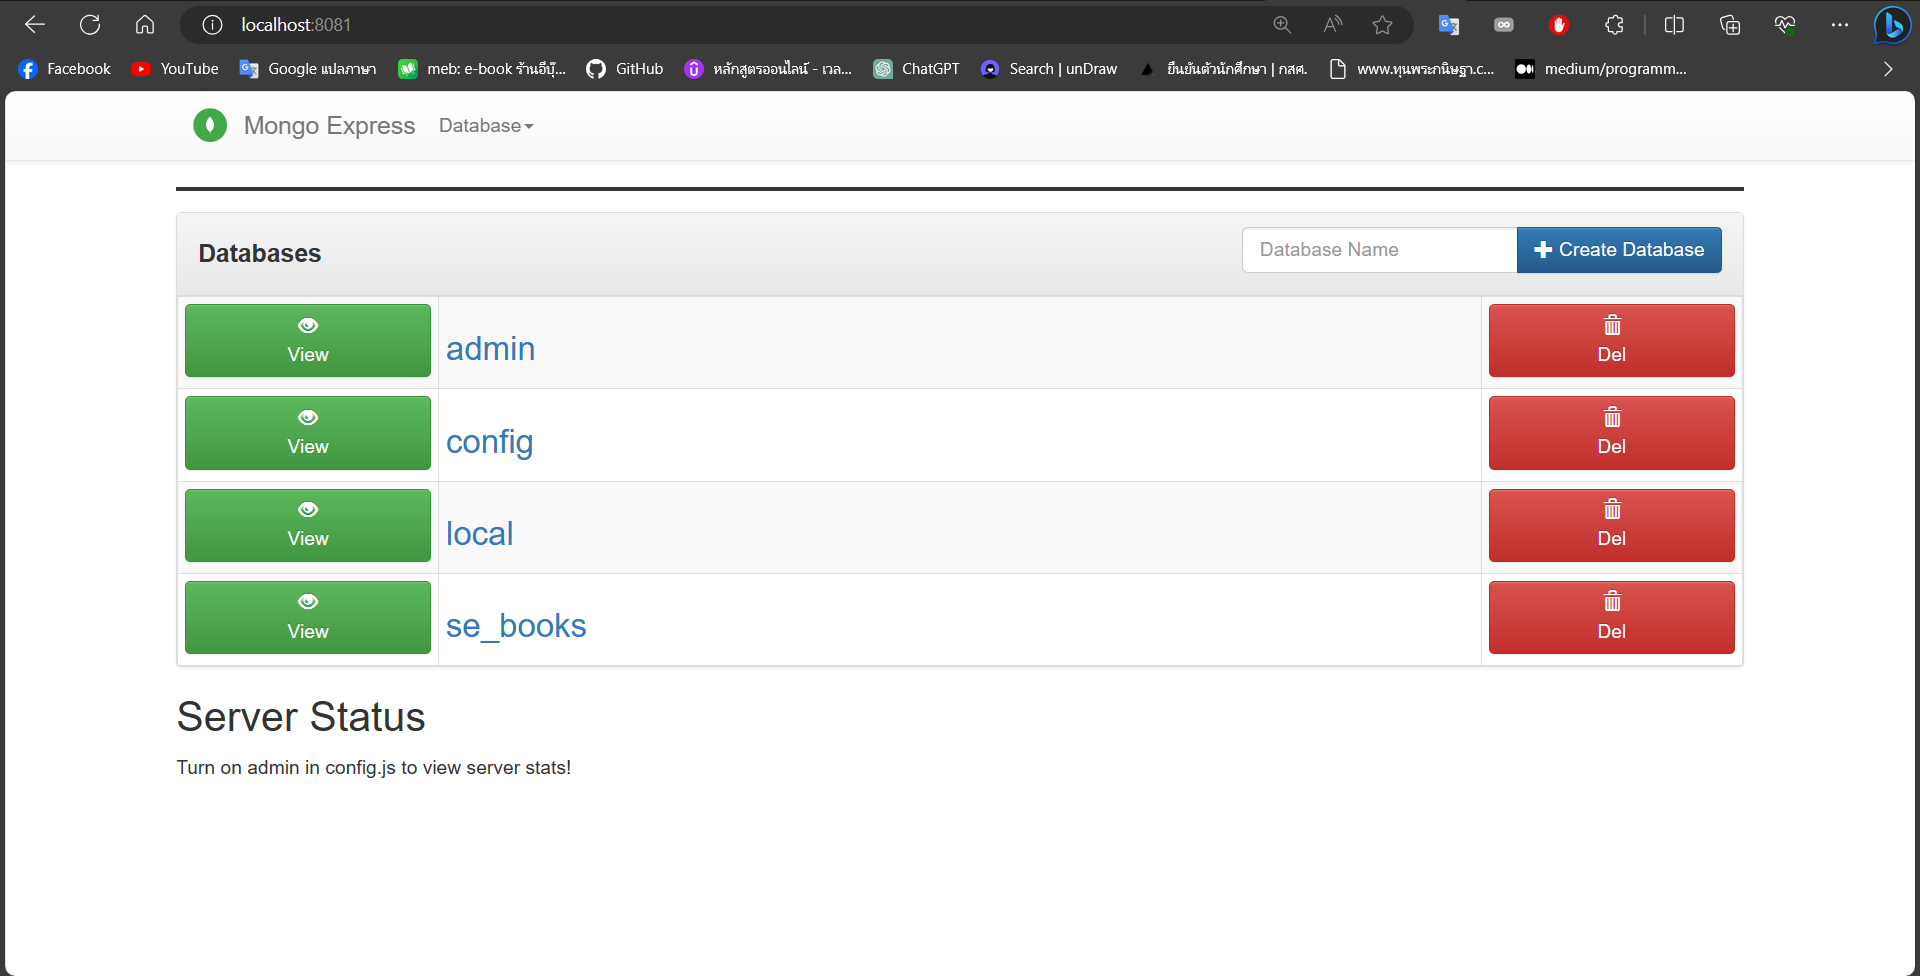 localhost:8081
Facebook YouTube Google แปลภาษา meb: e-book ร้านอีบุ๊... GitHub หลักสูตรออนไลน์ - เวล... ChatGPT Search | unDraw ยืนยันตัวนักศึกษา | กสศ. www.ทุนพระกนิษฐา.c... medium/programm...
Mongo Express Database
Databases Database Name Create Database
View admin Del
View config Del
View local Del
View se_books Del
Server Status
Turn on admin in config.js to view server stats!